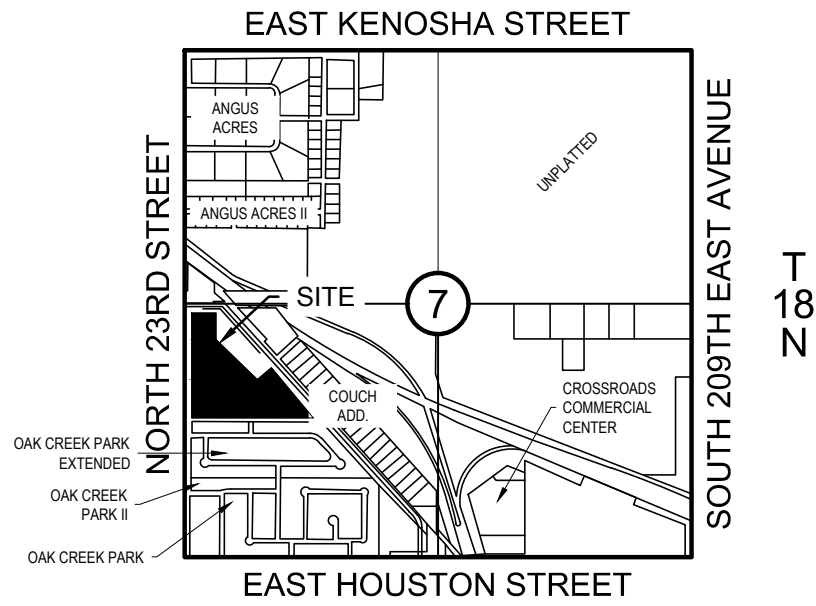 EAST KENOSHA STREET
ANGUS
ACRES
UNPLATTED
ANGUS ACRES II
NORTH 23RD STREET
SOUTH 209TH EAST AVENUE
T
18
N
SITE
7
COUCH
ADD.
CROSSROADS
COMMERCIAL
CENTER
OAK CREEK PARK
EXTENDED
OAK CREEK
PARK II
OAK CREEK PARK
EAST HOUSTON STREET